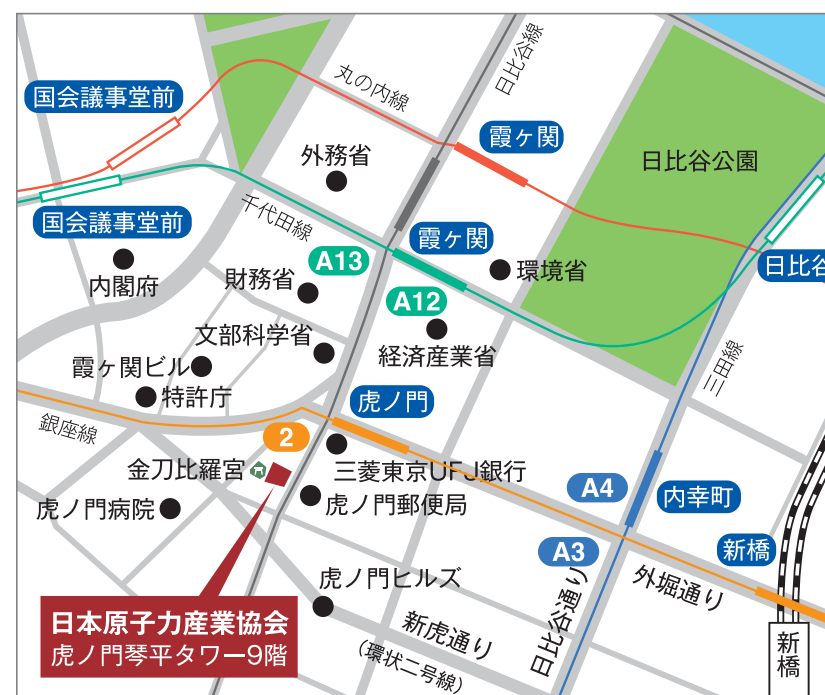 日比谷線
丸の内線
国会議事堂前
霞ヶ関
外務省
日比谷公園
国会議事堂前
千代田線
霞ヶ関
A13
内閣府
財務省
環境省
日比谷
A12
文部科学省
経済産業省
霞ヶ関ビル
特許庁
三田線
虎ノ門
銀座線
2
金刀比羅宮
三菱東京UFJ銀行
虎ノ門病院
虎ノ門郵便局
A4
内幸町
A3
新橋
虎ノ門ヒルズ
外堀通り
日比谷通り
日本原子力産業協会
虎ノ門琴平タワー9階
新虎通り
(環状二号線)
新橋